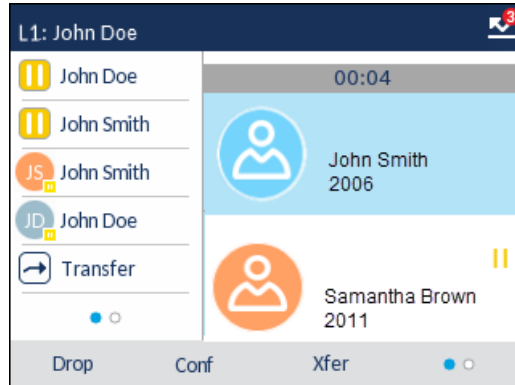 L1: John Doe
3
John Doe
John Smith
JS John Smith
JD John Doe
Transfer
00:04
John Smith
2006
Samantha Brown
2011
Drop Conf Xfer